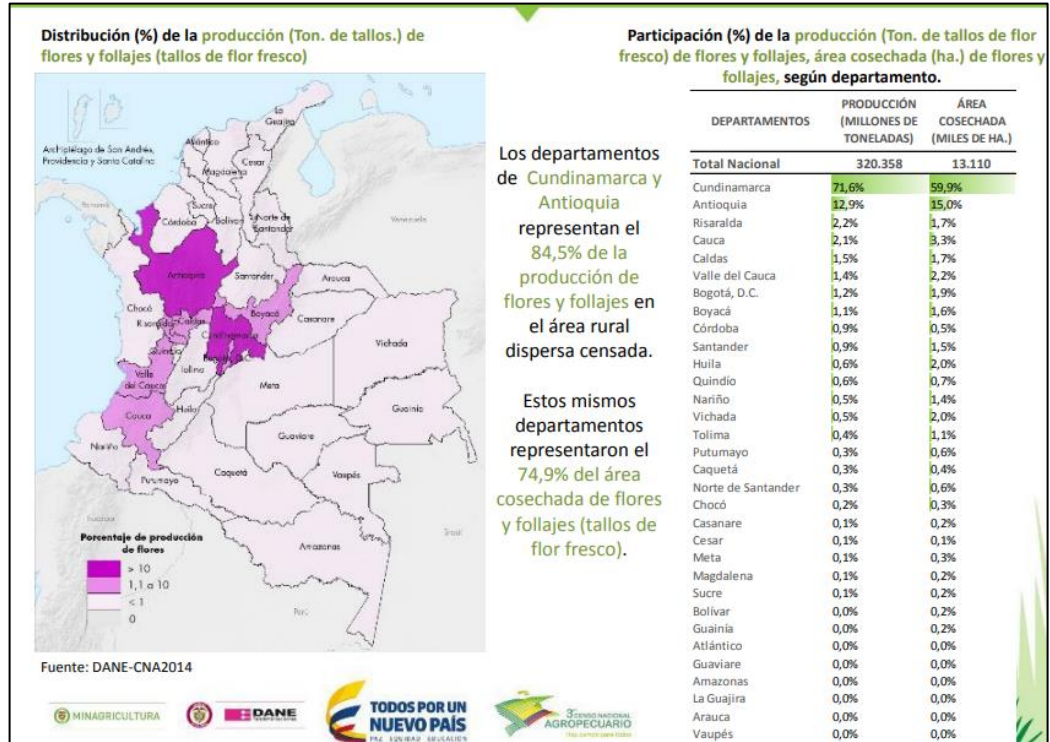 Distribución (%) de la producción (Ton. de tallos.) de
flores y follajes (tallos de flor fresco)
Archipiélago de San Andrés,
Providencia y Santa Catalina
La
Guajira
Atlántico
Magdalena
Cesar
Sucre
Córdoba
Bolívar
Norte de
Santander
Panamá
Venezuela
Antioquia
Santander
Arauca
Chocó
Boyacá
Casanare
Risaralda
Caldas
Cundinamarca
Vichada
Quindío
Bogotá, D.C.
Tolima
Valle
del Cauca
Meta
Cauca
Huila
Guainía
Guaviare
Nariño
Caquetá
Vaupés
Putumayo
Ecuador
Brasil
Amazonas
Perú
Porcentaje de producción
de flores
> 10
1,1 a 10
< 1
0
Fuente: DANE-CNA2014
Los departamentos
de Cundinamarca y
Antioquia
representan el
84,5% de la
producción de
flores y follajes en
el área rural
dispersa censada.
Estos mismos
departamentos
representaron el
74,9% del área
cosechada de flores
y follajes (tallos de
flor fresco).
Participación (%) de la producción (Ton. de tallos de flor
fresco) de flores y follajes, área cosechada (ha.) de flores y
follajes, según departamento.
DEPARTAMENTOS PRODUCCIÓN (MILLONES DE TONELADAS) ÁREA COSECHADA (MILES DE HA.)
Total Nacional 320.358 13.110
Cundinamarca 71,6% 59,9%
Antioquia 12,9% 15,0%
Risaralda 2,2% 1,7%
Cauca 2,1% 3,3%
Caldas 1,5% 1,7%
Valle del Cauca 1,4% 2,2%
Bogotá, D.C. 1,2% 1,9%
Boyacá 1,1% 1,6%
Córdoba 0,9% 0,5%
Santander 0,9% 1,5%
Huila 0,6% 2,0%
Quindío 0,6% 0,7%
Nariño 0,5% 1,4%
Vichada 0,5% 2,0%
Tolima 0,4% 1,1%
Putumayo 0,3% 0,6%
Caquetá 0,3% 0,4%
Norte de Santander 0,3% 0,6%
Chocó 0,2% 0,3%
Casanare 0,1% 0,2%
Cesar 0,1% 0,1%
Meta 0,1% 0,3%
Magdalena 0,1% 0,2%
Sucre 0,1% 0,2%
Bolívar 0,0% 0,2%
Guainía 0,0% 0,2%
Atlántico 0,0% 0,0%
Guaviare 0,0% 0,0%
Amazonas 0,0% 0,0%
La Guajira 0,0% 0,0%
Arauca 0,0% 0,0%
Vaupés 0,0% 0,0%
MINAGRICULTURA
DANE
TODOS POR UN
NUEVO PAÍS
PAZ EQUIDAD EDUCACIÓN
3er CENSO NACIONAL
AGROPECUARIO